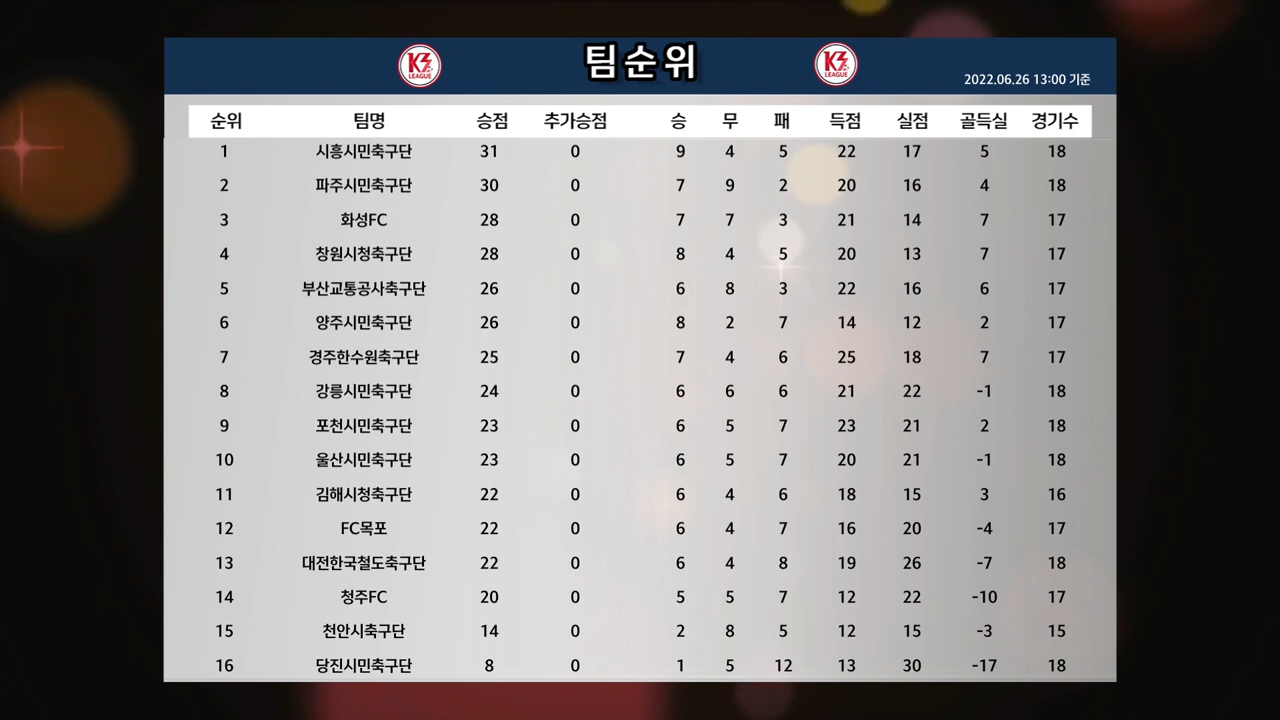 K3 LEAGUE 팀순위 K3 LEAGUE 2022.06.26 13:00 기준
순위 팀명 승점 추가승점 승 무 패 득점 실점 골득실 경기수
1 시흥시민축구단 31 0 9 4 5 22 17 5 18
2 파주시민축구단 30 0 7 9 2 20 16 4 18
3 화성FC 28 0 7 7 3 21 14 7 17
4 창원시청축구단 28 0 8 4 5 20 13 7 17
5 부산교통공사축구단 26 0 6 8 3 22 16 6 17
6 양주시민축구단 26 0 8 2 7 14 12 2 17
7 경주한수원축구단 25 0 7 4 6 25 18 7 17
8 강릉시민축구단 24 0 6 6 6 21 22 -1 18
9 포천시민축구단 23 0 6 5 7 23 21 2 18
10 울산시민축구단 23 0 6 5 7 20 21 -1 18
11 김해시청축구단 22 0 6 4 6 18 15 3 16
12 FC목포 22 0 6 4 7 16 20 -4 17
13 대전한국철도축구단 22 0 6 4 8 19 26 -7 18
14 청주FC 20 0 5 5 7 12 22 -10 17
15 천안시축구단 14 0 2 8 5 12 15 -3 15
16 당진시민축구단 8 0 1 5 12 13 30 -17 18